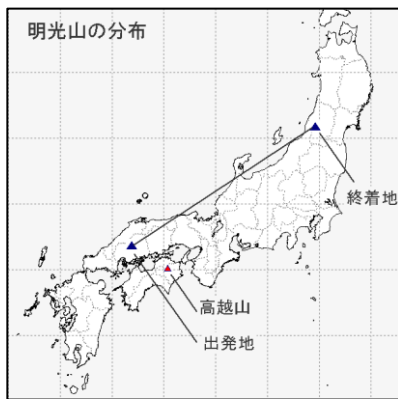 明光山の分布
終着地
高越山
出発地